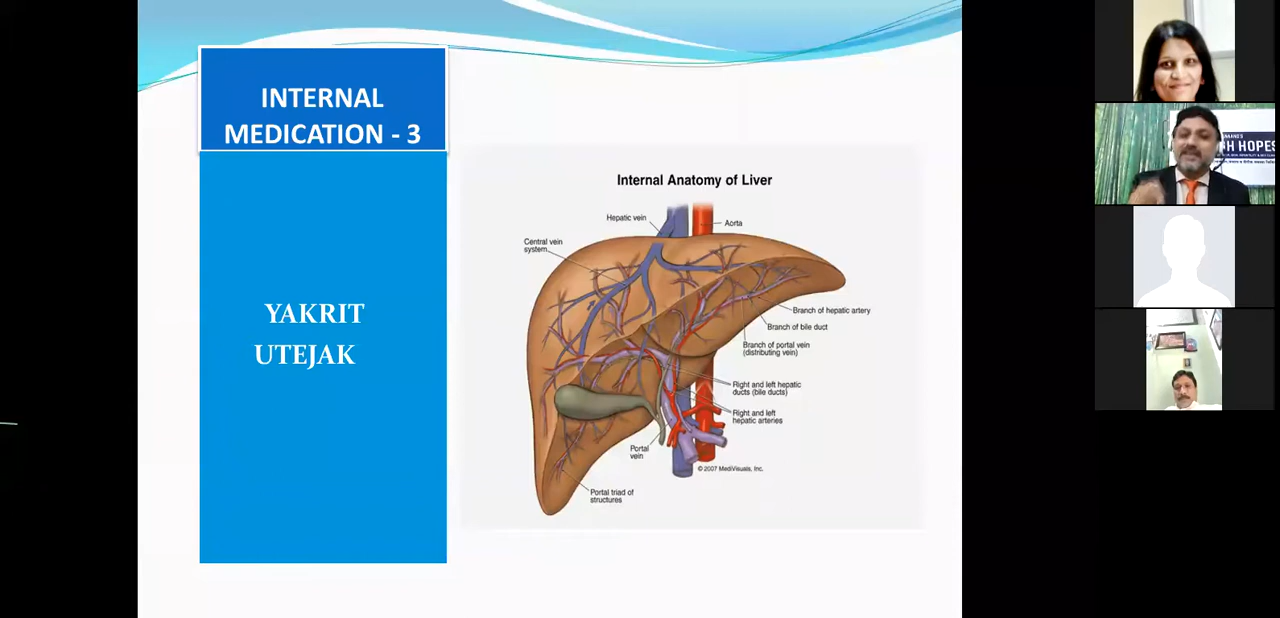 INTERNAL
MEDICATION - 3
YAKRIT
UTEJAK
Internal Anatomy of Liver
Hepatic vein
Aorta
Central vein
system
Branch of hepatic artery
Branch of bile duct
Branch of portal vein
(distributing vein)
Right and left hepatic
ducts (bile ducts)
Right and left
hepatic arteries
Portal
vein
© 2007 MediVisuals, Inc.
Portal triad of
structures
HOPES